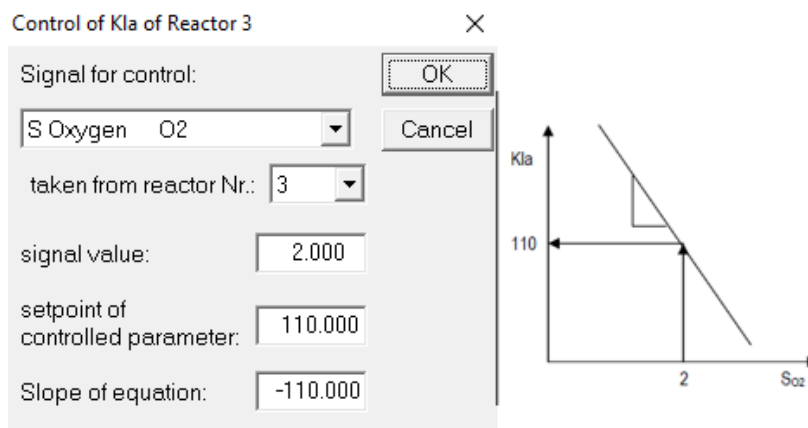 Control of Kla of Reactor 3
Signal for control:
OK
S Oxygen O2
Cancel
taken from reactor Nr.: 3
signal value: 2.000
setpoint of
controlled parameter: 110.000
Slope of equation: -110.000
Kla
110
2
So2